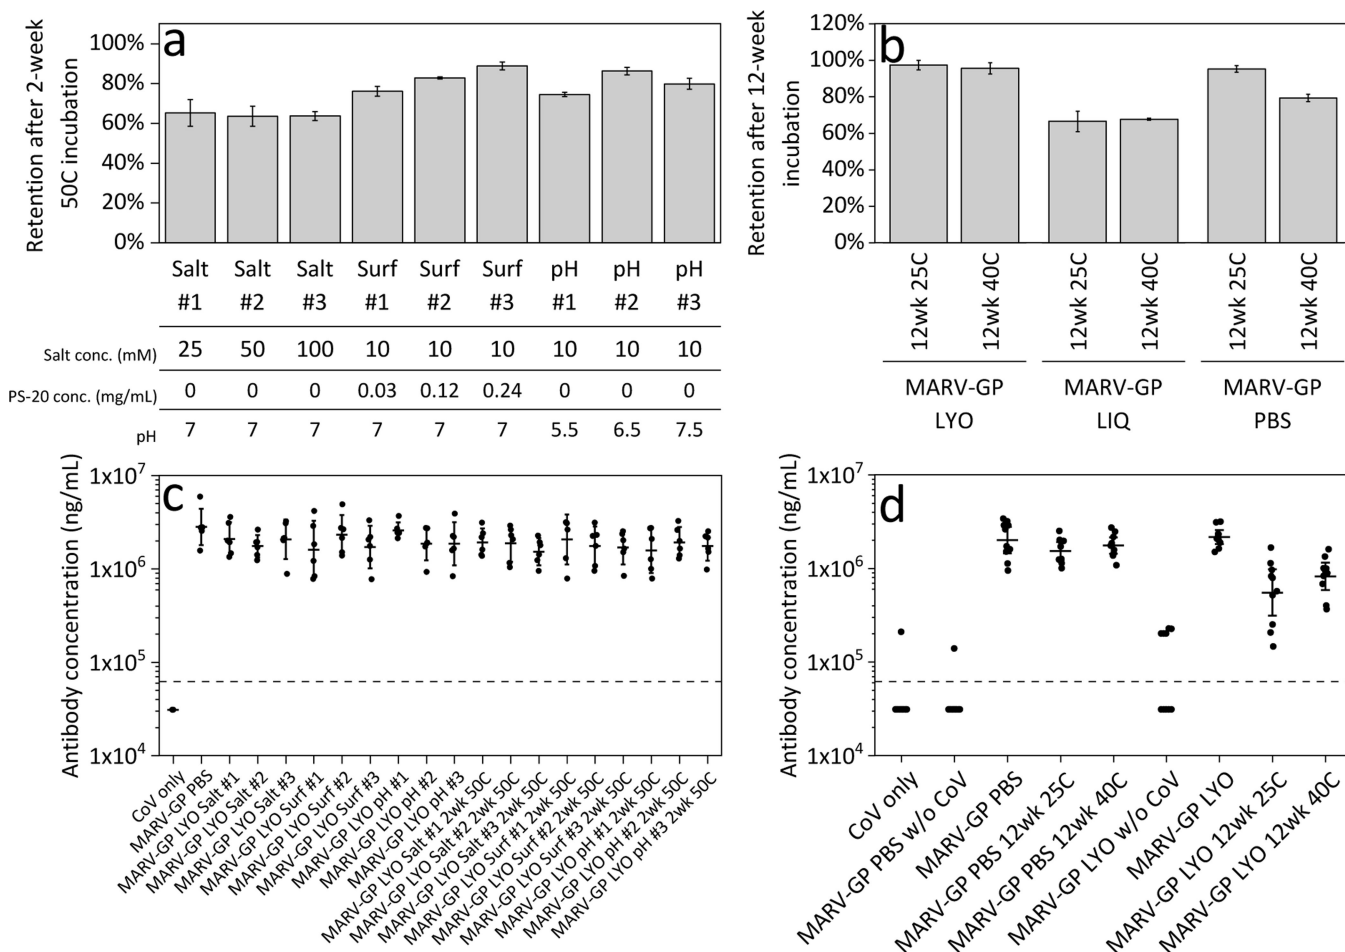 a
Retention after 2-week
50C incubation
100%
80%
60%
40%
20%
0%
Salt Salt Salt Surf Surf Surf pH pH pH
#1 #2 #3 #1 #2 #3 #1 #2 #3
Salt conc. (mM) 25 50 100 10 10 10 10 10 10
PS-20 conc. (mg/mL) 0 0 0 0.03 0.12 0.24 0 0 0
pH 7 7 7 7 7 7 5.5 6.5 7.5
b
Retention after 12-week
incubation
120%
100%
80%
60%
40%
20%
0%
12wk 25C
12wk 40C
12wk 25C
12wk 40C
12wk 25C
12wk 40C
MARV-GP MARV-GP MARV-GP
LYO LIQ PBS
c
Antibody concentration (ng/mL)
1x10⁷
1x10⁶
1x10⁵
1x10⁴
CoV only
MARV-GP PBS
MARV-GP LYO Salt #1
MARV-GP LYO Salt #2
MARV-GP LYO Salt #3
MARV-GP LYO Surf #1
MARV-GP LYO Surf #2
MARV-GP LYO Surf #3
MARV-GP LYO pH #1
MARV-GP LYO pH #2
MARV-GP LYO pH #3
MARV-GP LYO Salt #1 2wk 50C
MARV-GP LYO Salt #2 2wk 50C
MARV-GP LYO Salt #3 2wk 50C
MARV-GP LYO Surf #1 2wk 50C
MARV-GP LYO Surf #2 2wk 50C
MARV-GP LYO Surf #3 2wk 50C
MARV-GP LYO pH #1 2wk 50C
MARV-GP LYO pH #2 2wk 50C
MARV-GP LYO pH #3 2wk 50C
d
Antibody concentration (ng/mL)
1x10⁷
1x10⁶
1x10⁵
1x10⁴
CoV only
MARV-GP PBS w/o CoV
MARV-GP PBS
MARV-GP PBS 12wk 25C
MARV-GP PBS 12wk 40C
MARV-GP LYO w/o CoV
MARV-GP LYO
MARV-GP LYO 12wk 25C
MARV-GP LYO 12wk 40C